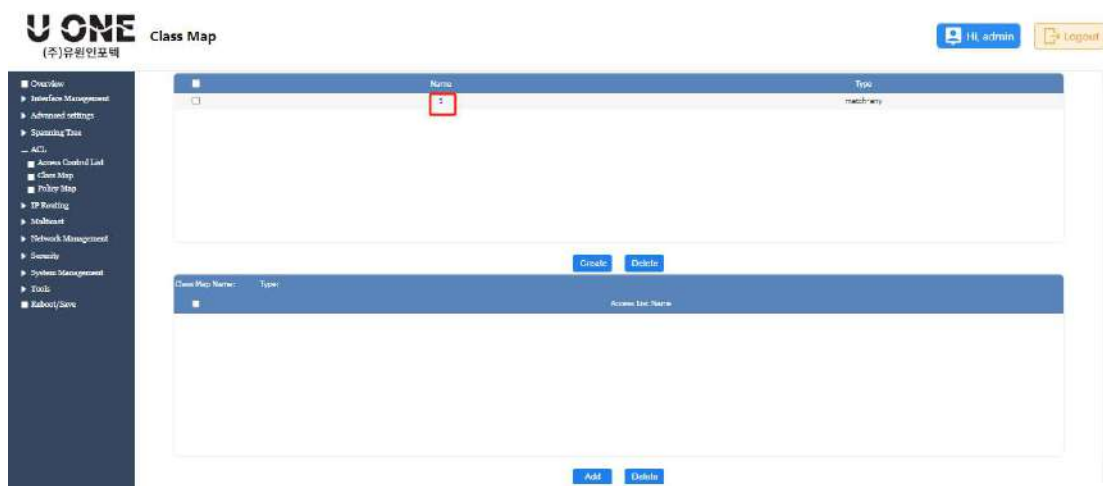 U ONE
(주)유원인포텍
Class Map
Hi, admin
Logout
Overview
Interface Management
Advanced settings
Spanning Tree
ACL
Access Control List
Class Map
Policy Map
IP Routing
Multicast
Network Management
Security
System Management
Tools
Reboot/Save
Name Type
match-any
Create Delete
Class Map Name: Type:
Access List Name
Add Delete